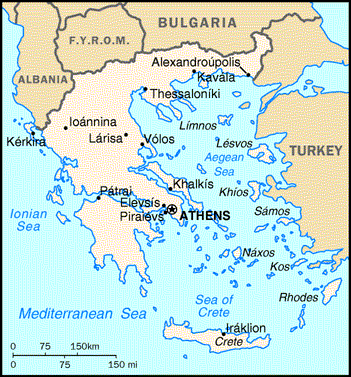 BULGARIA
F.Y.R.O.M.
ALBANIA
Alexandroúpolis
Kavála
Thessaloníki
Ioánnina
Lárisa
Vólos
Límnos
Kérkira
Lésvos
TURKEY
Aegean
Sea
Khalkís
Khíos
Pátrai
Elevsís
Piraiévs
ATHENS
Sámos
Ionian
Sea
Náxos
Kos
Rhodes
Mediterranean Sea
Sea of
Crete
Iráklion
Crete
0 75 150km
0 75 150 mi